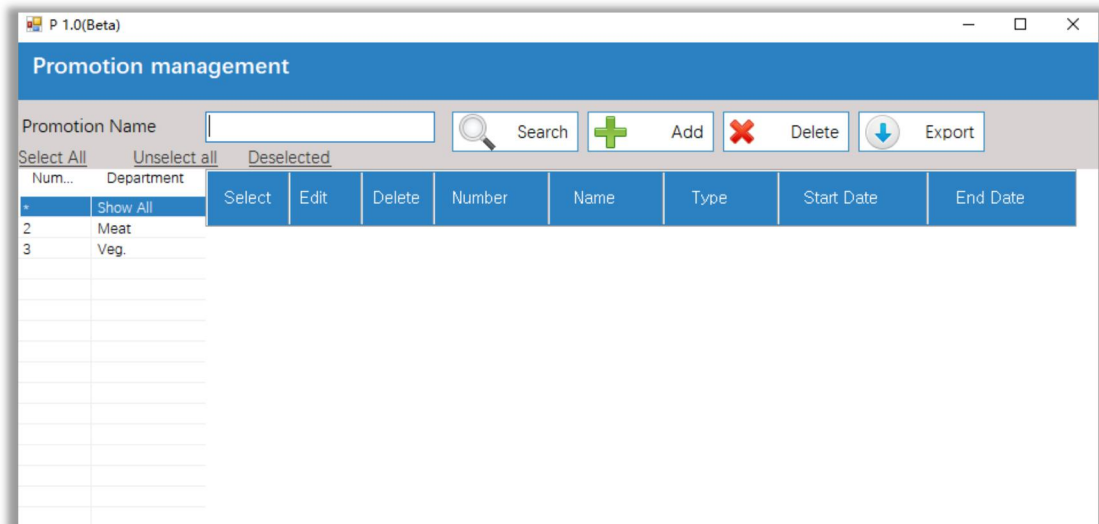 P 1.0(Beta)
Promotion management
Promotion Name Search Add Delete Export
Select All Unselect all Deselected
Num... Department
Select Edit Delete Number Name Type Start Date End Date
* Show All
2 Meat
3 Veg.